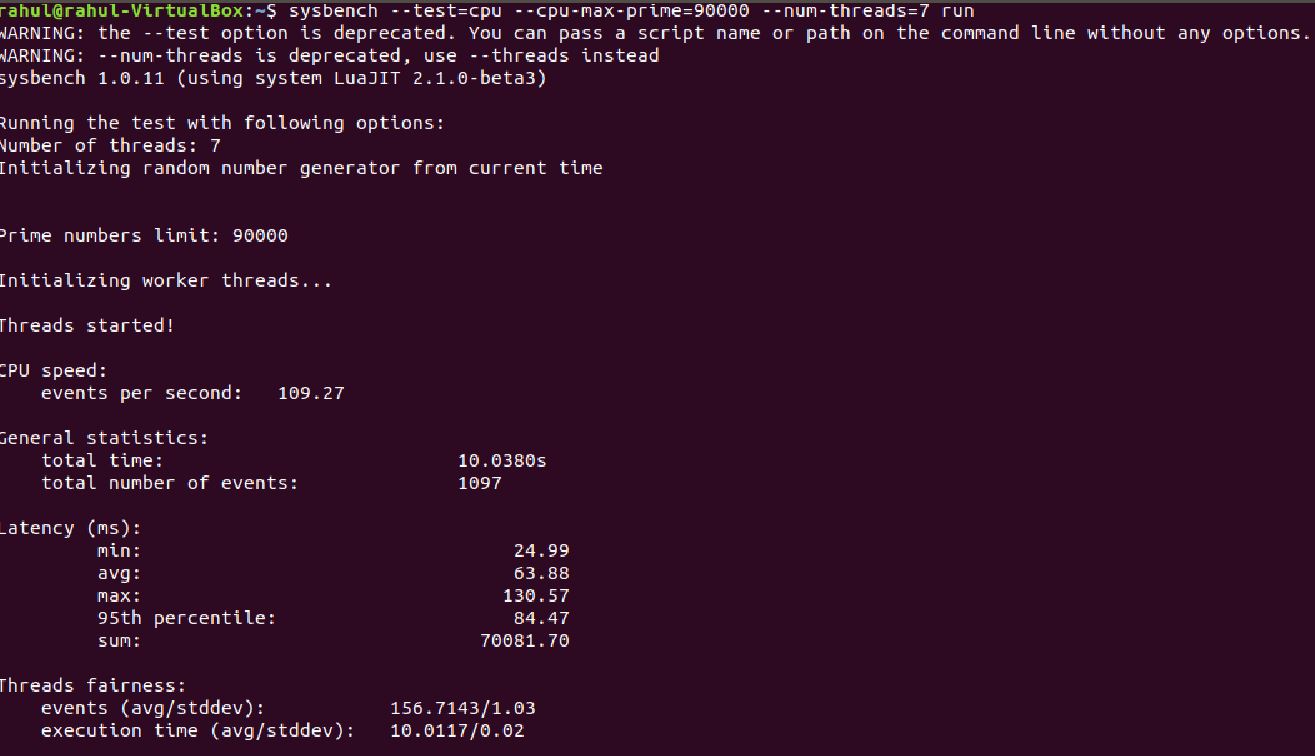 rahul@rahul-VirtualBox:~$ sysbench --test=cpu --cpu-max-prime=90000 --num-threads=7 run
WARNING: the --test option is deprecated. You can pass a script name or path on the command line without any options.
WARNING: --num-threads is deprecated, use --threads instead
sysbench 1.0.11 (using system LuaJIT 2.1.0-beta3)
Running the test with following options:
Number of threads: 7
Initializing random number generator from current time
Prime numbers limit: 90000
Initializing worker threads...
Threads started!
CPU speed:
events per second: 109.27
General statistics:
total time: 10.0380s
total number of events: 1097
Latency (ms):
min: 24.99
avg: 63.88
max: 130.57
95th percentile: 84.47
sum: 70081.70
Threads fairness:
events (avg/stddev): 156.7143/1.03
execution time (avg/stddev): 10.0117/0.02